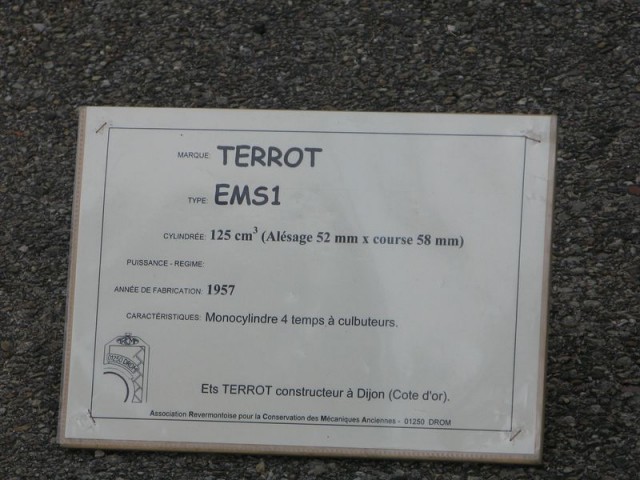 MARQUE: TERROT
TYPE: EMS1
CYLINDRÉE: 125 cm³ (Alésage 52 mm x course 58 mm)
PUISSANCE - REGIME:
ANNÉE DE FABRICATION: 1957
CARACTÉRISTIQUES: Monocylindre 4 temps à culbuteurs.
Ets TERROT constructeur à Dijon (Cote d'or).
Association Revermontoise pour la Conservation des Mécaniques Anciennes - 01250 DROM